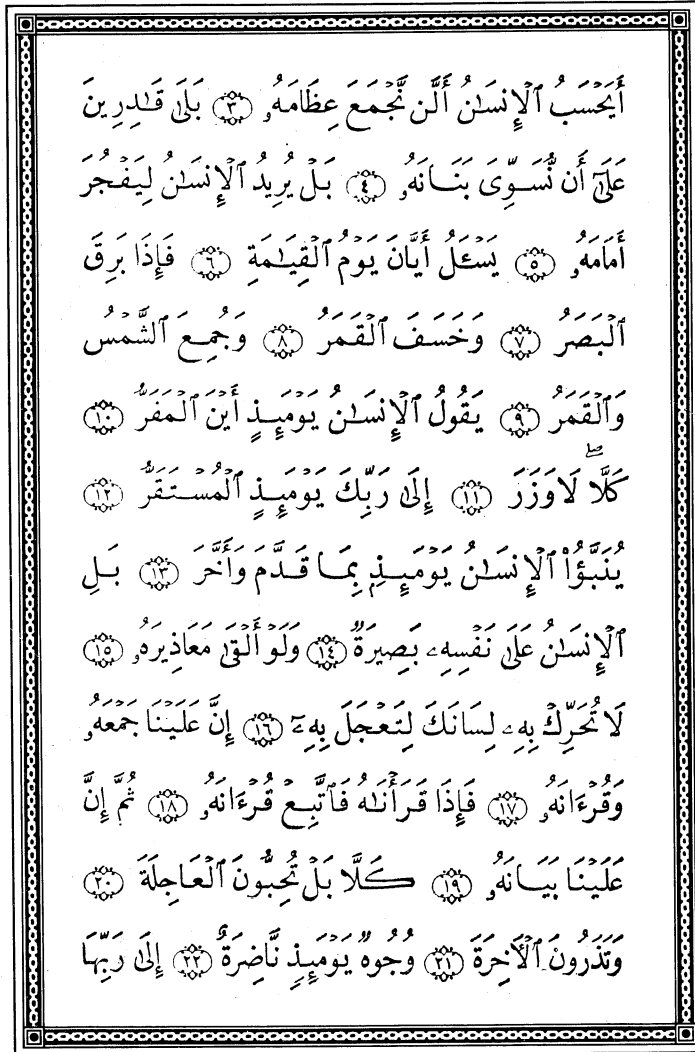 أَيَحۡسَبُ ٱلۡإِنسَٰنُ أَلَّن نَّجۡمَعَ عِظَامَهُۥ ٣ بَلَىٰ قَٰدِرِينَ
عَلَىٰٓ أَن نُّسَوِّيَ بَنَانَهُۥ ٤ بَلۡ يُرِيدُ ٱلۡإِنسَٰنُ لِيَفۡجُرَ
أَمَامَهُۥ ٥ يَسۡـَٔلُ أَيَّانَ يَوۡمُ ٱلۡقِيَٰمَةِ ٦ فَإِذَا بَرِقَ
ٱلۡبَصَرُ ٧ وَخَسَفَ ٱلۡقَمَرُ ٨ وَجُمِعَ ٱلشَّمۡسُ
وَٱلۡقَمَرُ ٩ يَقُولُ ٱلۡإِنسَٰنُ يَوۡمَئِذٍ أَيۡنَ ٱلۡمَفَرُّ ١٠
كَلَّا لَا وَزَرَ ١١ إِلَىٰ رَبِّكَ يَوۡمَئِذٍ ٱلۡمُسۡتَقَرُّ ١٢
يُنَبَّؤُاْ ٱلۡإِنسَٰنُ يَوۡمَئِذِۭ بِمَا قَدَّمَ وَأَخَّرَ ١٣ بَلِ
ٱلۡإِنسَٰنُ عَلَىٰ نَفۡسِهِۦ بَصِيرَةٞ ١٤ وَلَوۡ أَلۡقَىٰ مَعَاذِيرَهُۥ ١٥
لَا تُحَرِّكۡ بِهِۦ لِسَانَكَ لِتَعۡجَلَ بِهِۦٓ ١٦ إِنَّ عَلَيۡنَا جَمۡعَهُۥ
وَقُرۡءَانَهُۥ ١٧ فَإِذَا قَرَأۡنَٰهُ فَٱتَّبِعۡ قُرۡءَانَهُۥ ١٨ ثُمَّ إِنَّ
عَلَيۡنَا بَيَانَهُۥ ١٩ كَلَّا بَلۡ تُحِبُّونَ ٱلۡعَاجِلَةَ ٢٠
وَتَذَرُونَ ٱلۡأٓخِرَةَ ٢١ وُجُوهٞ يَوۡمَئِذٖ نَّاضِرَةٌ ٢٢ إِلَىٰ رَبِّهَا